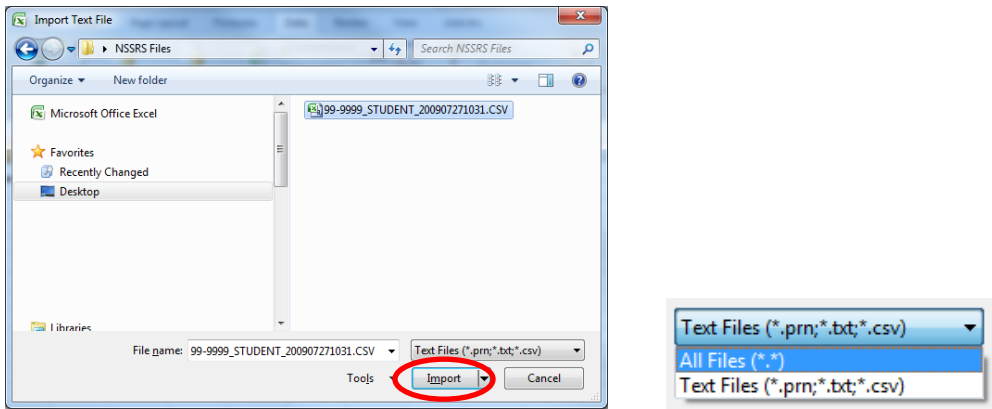 Import Text File
NSSRS Files
Search NSSRS Files
Organize
New folder
Microsoft Office Excel
99-9999_STUDENT_200907271031.CSV
Favorites
Recently Changed
Desktop
Libraries
File name: 99-9999_STUDENT_200907271031.CSV
Text Files (*.prn;*.txt;*.csv)
Tools
Import
Cancel
Text Files (*.prn;*.txt;*.csv)
All Files (*.*)
Text Files (*.prn;*.txt;*.csv)